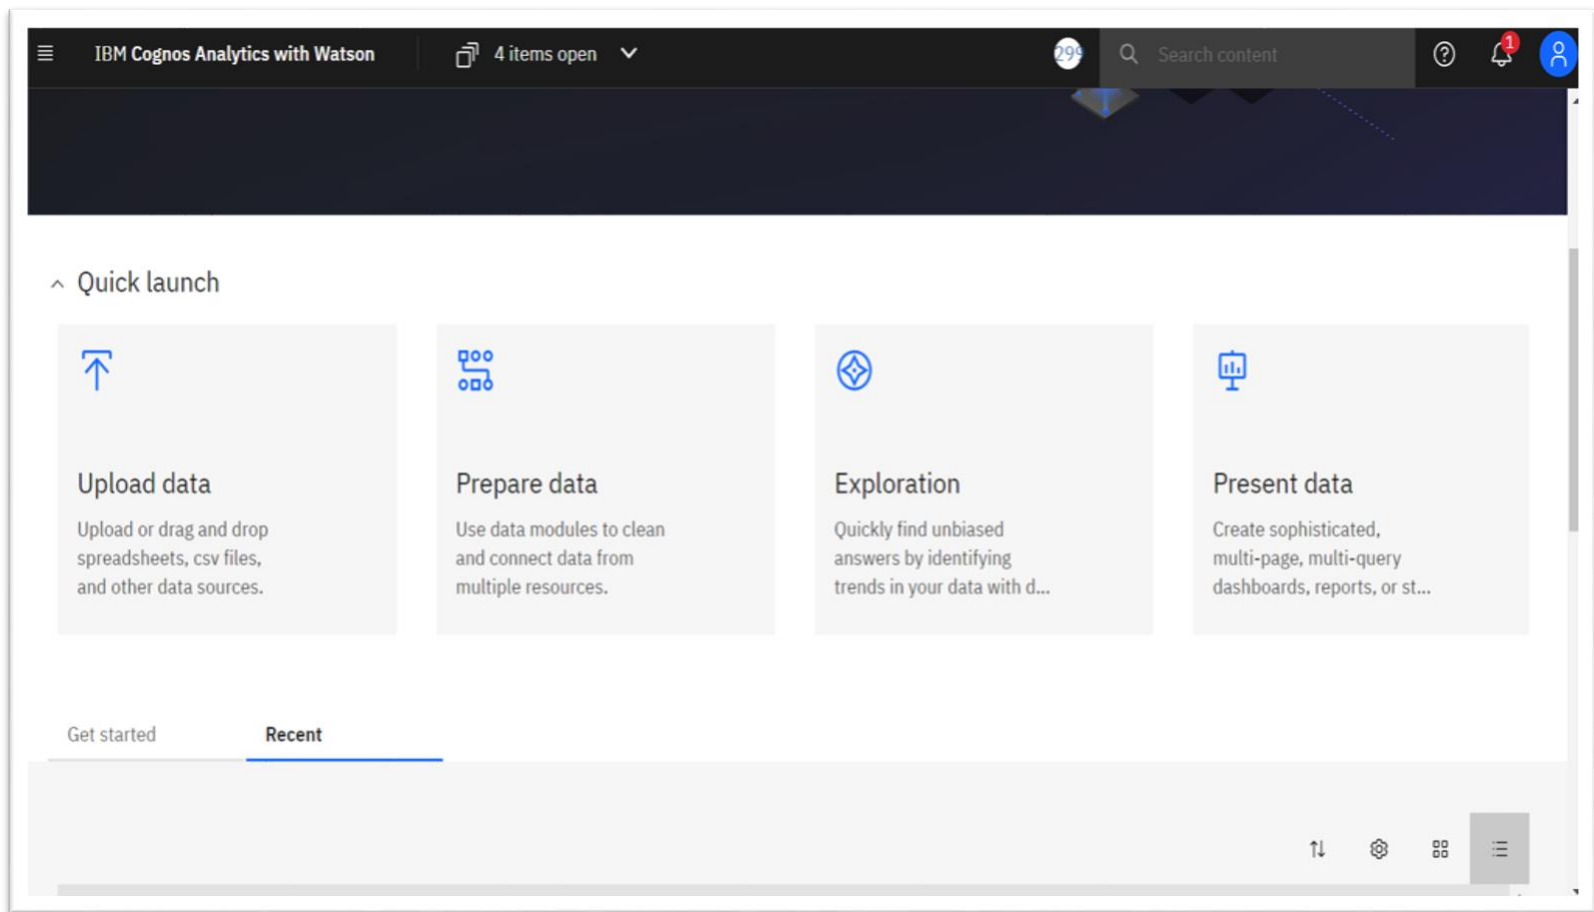 IBM Cognos Analytics with Watson
4 items open
299
Search content
1
Quick launch
Upload data
Upload or drag and drop
spreadsheets, csv files,
and other data sources.
Prepare data
Use data modules to clean
and connect data from
multiple resources.
Exploration
Quickly find unbiased
answers by identifying
trends in your data with d...
Present data
Create sophisticated,
multi-page, multi-query
dashboards, reports, or st...
Get started
Recent